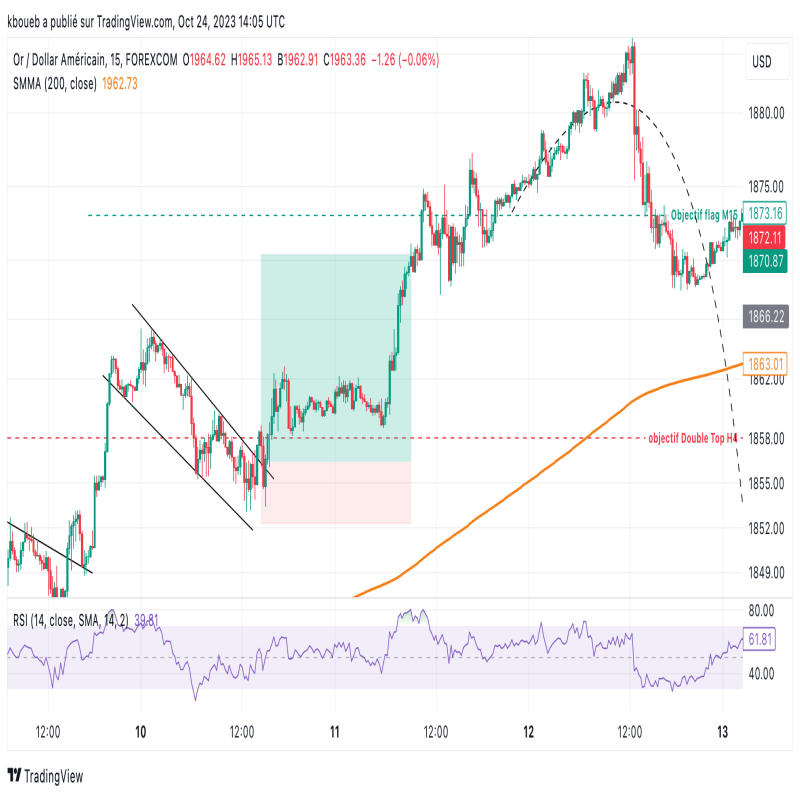 kboueb a publié sur TradingView.com, Oct 24, 2023 14:05 UTC
Or / Dollar Américain, 15, FOREXCOM O1964.62 H1965.13 B1962.91 C1963.36 −1.26 (−0.06%)
SMMA (200, close) 1962.73
USD
1880.00
1875.00
Objectif flag M15
1873.16
1872.11
1870.87
1866.22
1863.01
1862.00
objectif Double Top H4
1858.00
1855.00
1852.00
1849.00
RSI (14, close, SMA, 14, 2) 39.81
80.00
61.81
40.00
12:00 10 12:00 11 12:00 12 12:00 13
TradingView